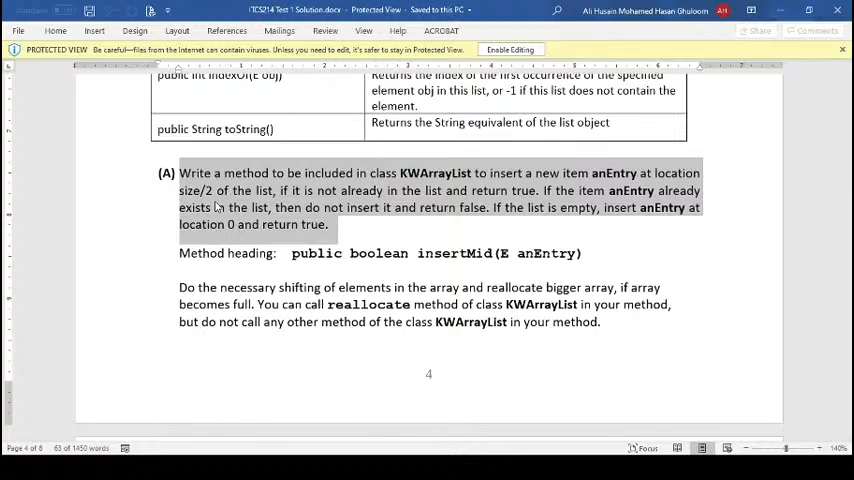 ITCS214 Test 1 Solution.docx - Protected View - Saved to this PC
Ali Husain Mohamed Hasan Ghuloom AH
File Home Insert Design Layout References Mailings Review View Help ACROBAT Share Comments
PROTECTED VIEW Be careful—files from the Internet can contain viruses. Unless you need to edit, it's safer to stay in Protected View. Enable Editing
public int indexOf(E obj) Returns the index of the first occurrence of the specified
element obj in this list, or -1 if this list does not contain the
element.
public String toString() Returns the String equivalent of the list object
(A) Write a method to be included in class KWArrayList to insert a new item anEntry at location
size/2 of the list, if it is not already in the list and return true. If the item anEntry already
exists in the list, then do not insert it and return false. If the list is empty, insert anEntry at
location 0 and return true.
Method heading: public boolean insertMid(E anEntry)
Do the necessary shifting of elements in the array and reallocate bigger array, if array
becomes full. You can call reallocate method of class KWArrayList in your method,
but do not call any other method of the class KWArrayList in your method.
4
Page 4 of 8 63 of 1450 words Focus 140%